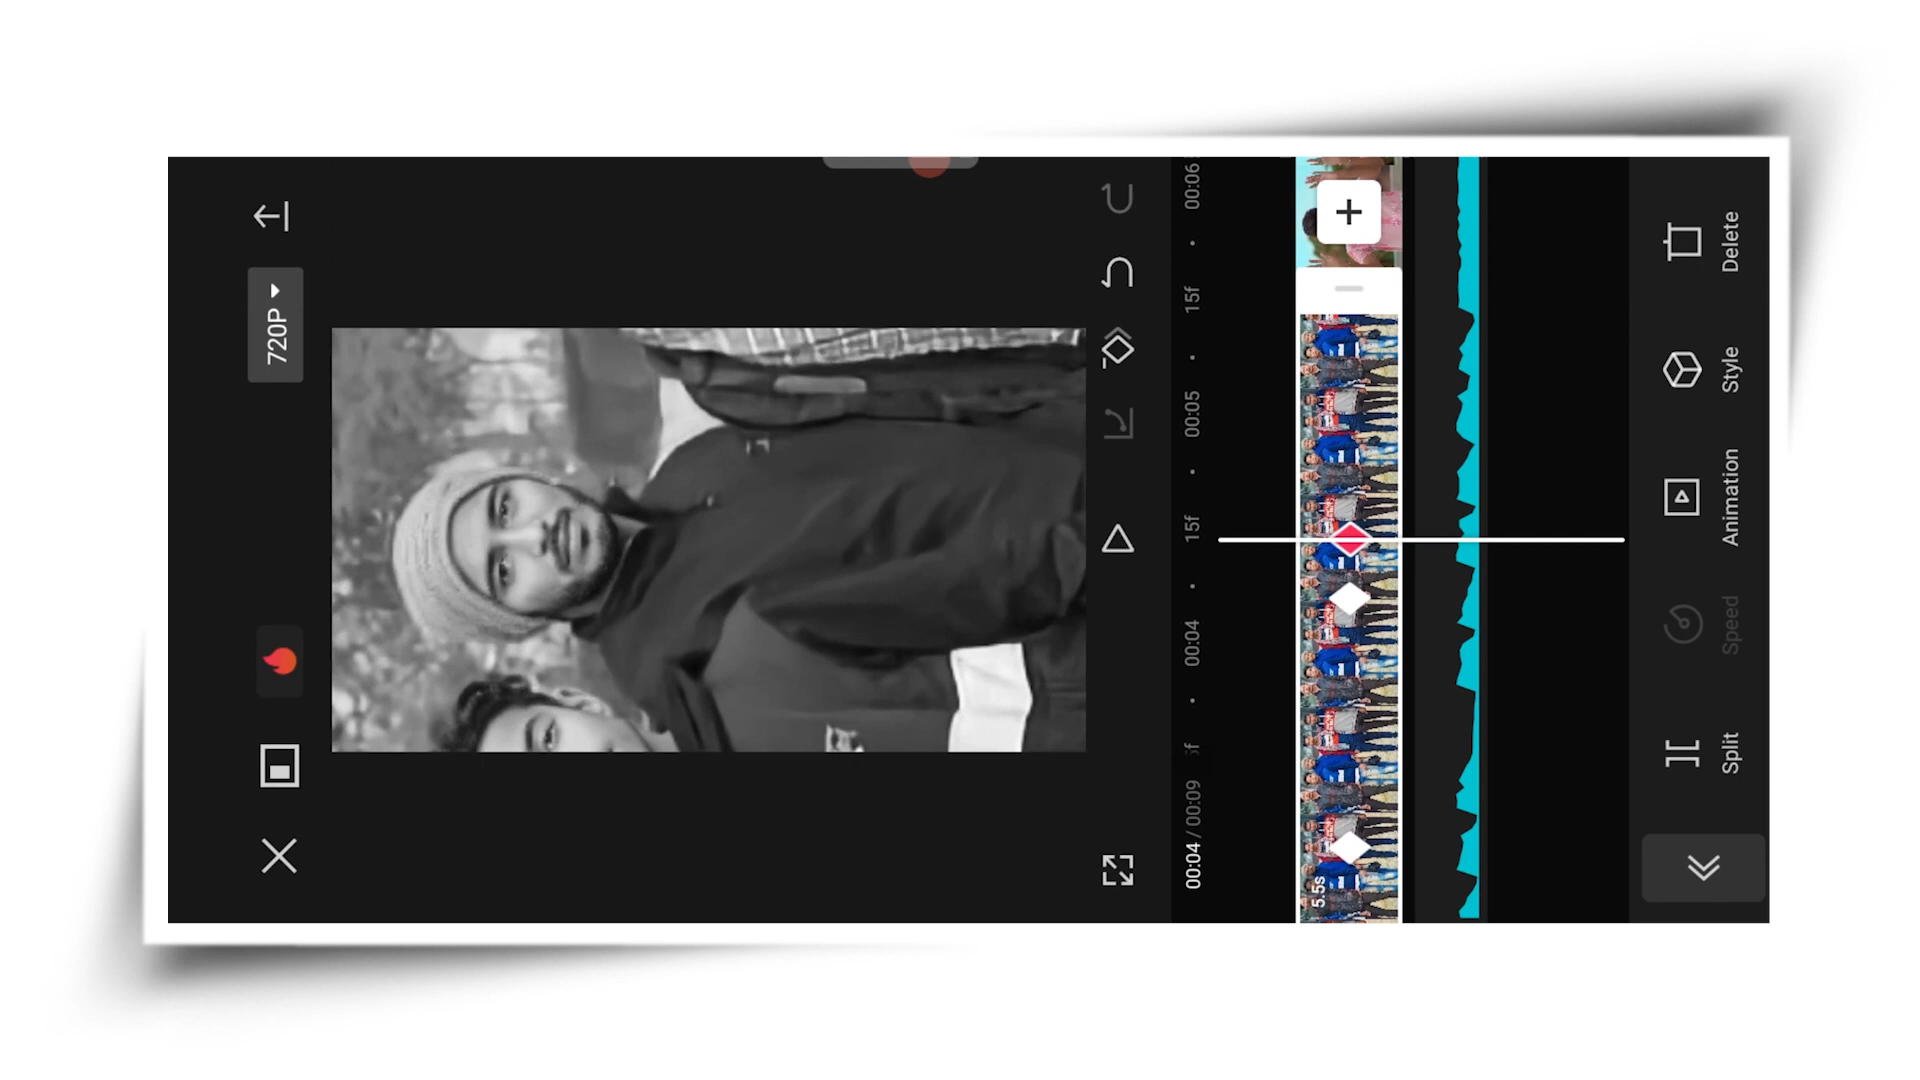 720P
00:04 / 00:09
00:04
15f
00:05
15f
00:06
5.5s
Split
Speed
Animation
Style
Delete